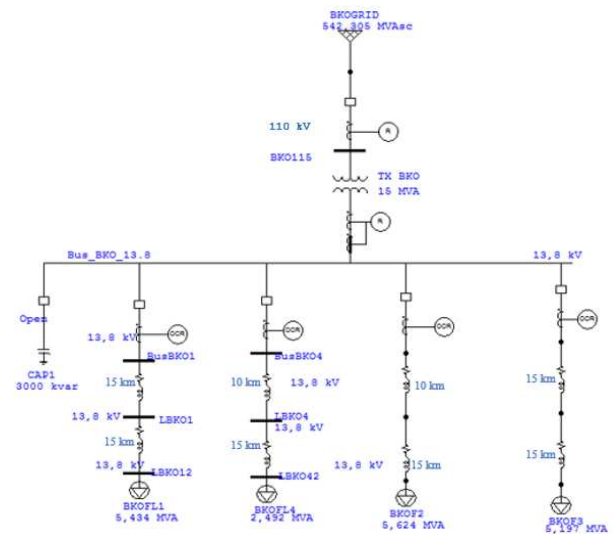 BKOGRID
542,305 MVAsc
110 kV
R
BKO115
TX BKO
15 MVA
R
Bus_BKO_13.8
13,8 kV
Open
CAP1
3000 kvar
13,8 kV
OCR
BusBKO1
15 km
13,8 kV
LBKO1
15 km
13,8 kV
LBKO12
BKOFL1
5,434 MVA
OCR
BusBKO4
10 km
13,8 kV
LBKO4
13,8 kV
15 km
LBKO42
BKOFL4
2,492 MVA
OCR
10 km
13,8 kV
15 km
BKOF2
5,624 MVA
OCR
15 km
15 km
BKOF3
5,197 MVA